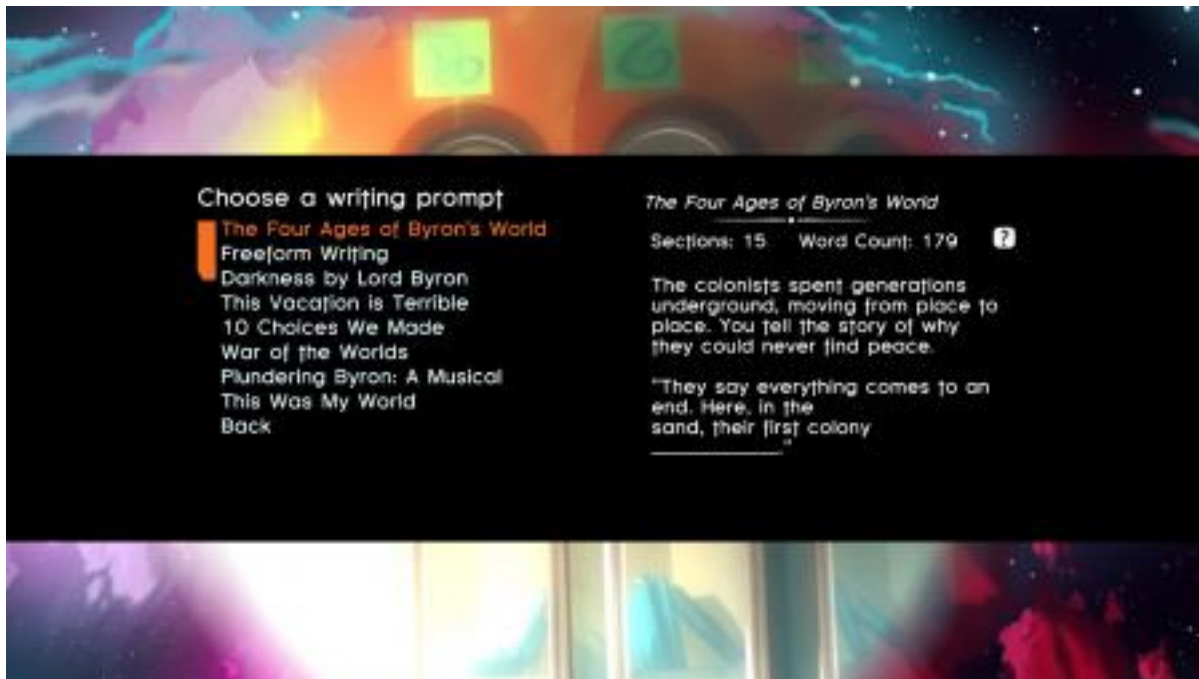 Choose a writing prompt
The Four Ages of Byron's World
Freeform Writing
Darkness by Lord Byron
This Vacation is Terrible
10 Choices We Made
War of the Worlds
Plundering Byron: A Musical
This Was My World
Back
The Four Ages of Byron's World
Sections: 15 Word Count: 179 ?
The colonists spent generations
underground, moving from place to
place. You tell the story of why
they could never find peace.
"They say everything comes to an
end. Here, in the
sand, their first colony
____________."